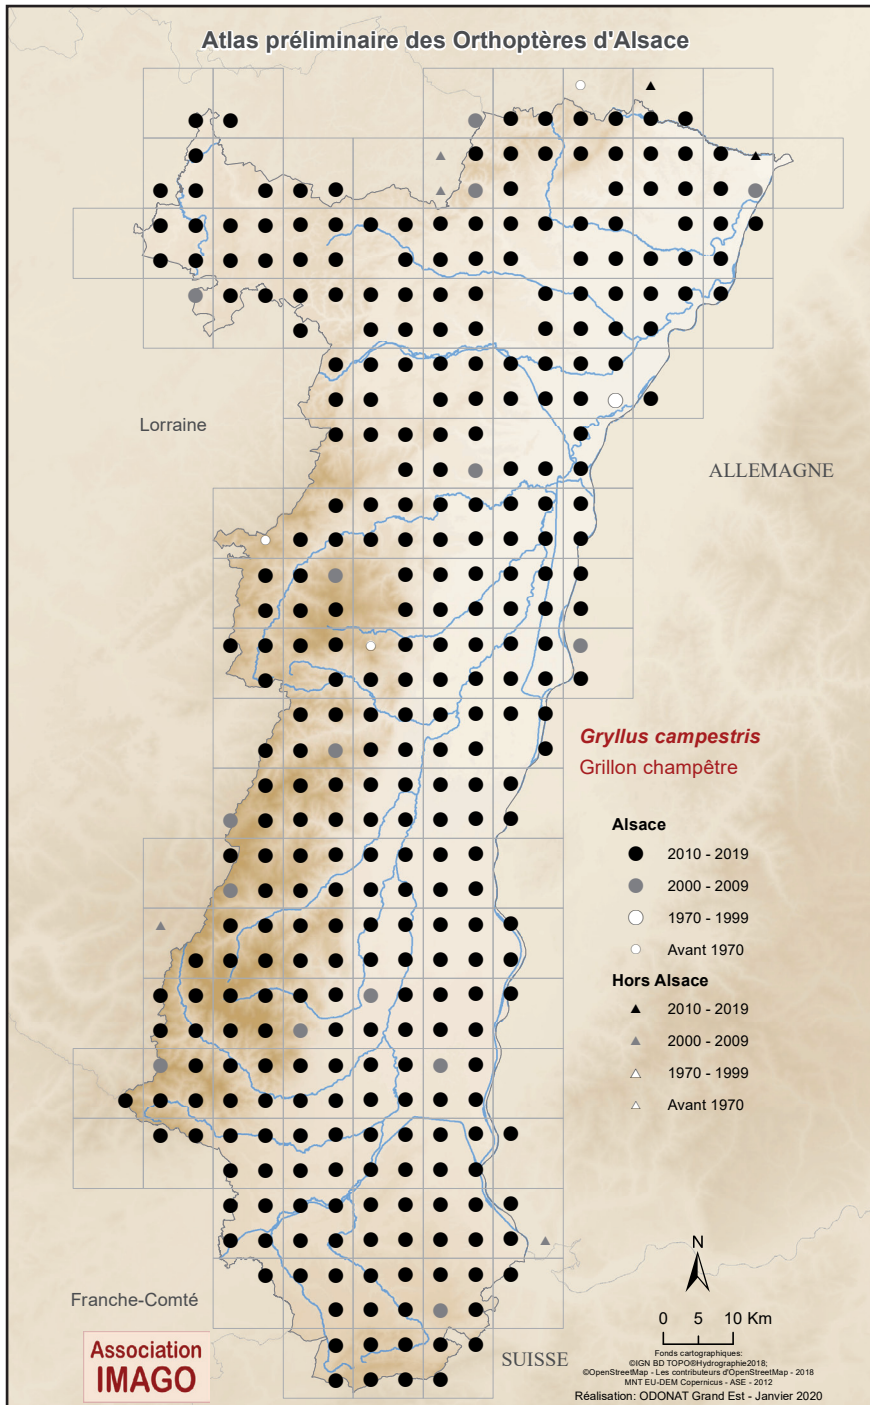 Atlas préliminaire des Orthoptères d'Alsace
Lorraine
ALLEMAGNE
Gryllus campestris
Grillon champêtre
Alsace
2010 - 2019
2000 - 2009
1970 - 1999
Avant 1970
Hors Alsace
2010 - 2019
2000 - 2009
1970 - 1999
Avant 1970
N
Franche-Comté
0 5 10 Km
Association
IMAGO
SUISSE
Fonds cartographiques:
©IGN BD TOPO®Hydrographie2018;
©OpenStreetMap - Les contributeurs d'OpenStreetMap - 2018
MNT EU-DEM Copernicus - ASE - 2012
Réalisation: ODONAT Grand Est - Janvier 2020